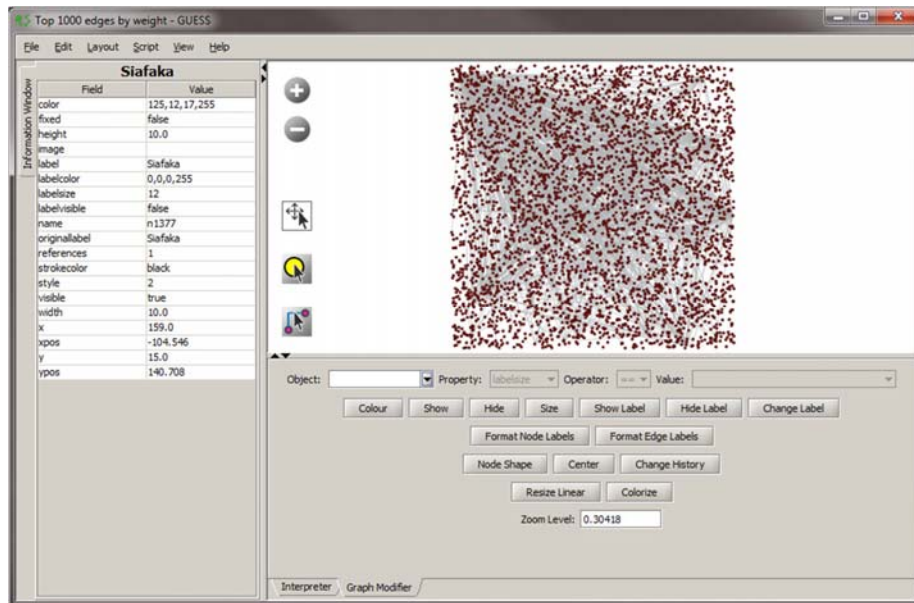 Top 1000 edges by weight - GUESS
File Edit Layout Script View Help
Information Window
Siafaka
Field Value
color 125,12,17,255
fixed false
height 10.0
image
label Siafaka
labelcolor 0,0,0,255
labelsize 12
labelvisible false
name n1377
originallabel Siafaka
references 1
strokecolor black
style 2
visible true
width 10.0
x 159.0
xpos -104.546
y 15.0
ypos 140.708
Object: Property: labelsize Operator: == Value:
Colour Show Hide Size Show Label Hide Label Change Label
Format Node Labels Format Edge Labels
Node Shape Center Change History
Resize Linear Colorize
Zoom Level: 0.30418
Interpreter Graph Modifier